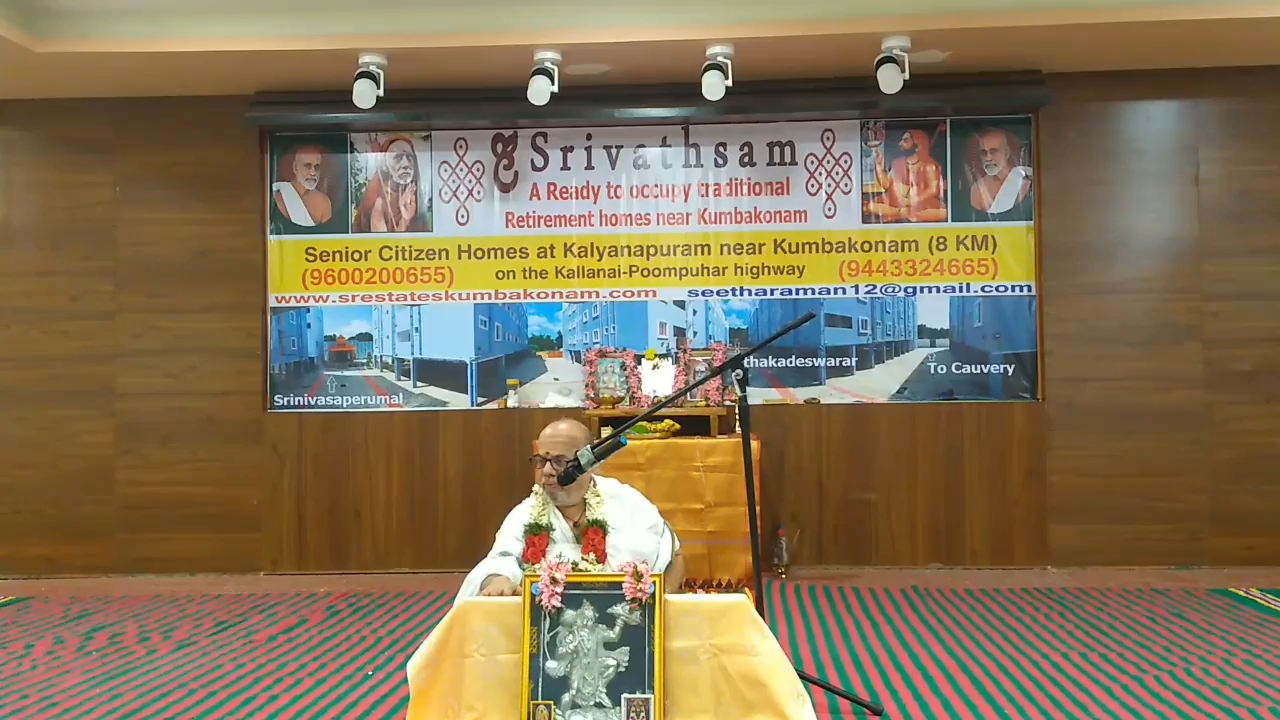 Srivathsam
A Ready to occupy traditional
Retirement homes near Kumbakonam
Senior Citizen Homes at Kalyanapuram near Kumbakonam (8 KM)
(9600200655) on the Kallanai-Poompuhar highway (9443324665)
www.srestateskumbakonam.com seetharaman12@gmail.com
thakadeswarar
To Cauvery
Srinivasaperumal